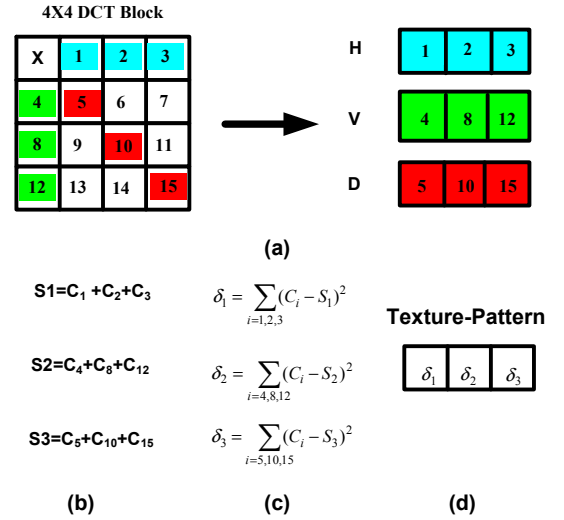 4X4 DCT Block
X 1 2 3
4 5 6 7
8 9 10 11
12 13 14 15
H 1 2 3
V 4 8 12
D 5 10 15
(a)
S1=C₁ +C₂+C₃
S2=C₄+C₈+C₁₂
S3=C₅+C₁₀+C₁₅
(b)
δ₁ = ∑(Cᵢ − S₁)²
i=1,2,3
δ₂ = ∑(Cᵢ − S₂)²
i=4,8,12
δ₃ = ∑(Cᵢ − S₃)²
i=5,10,15
(c)
Texture-Pattern
δ₁ δ₂ δ₃
(d)